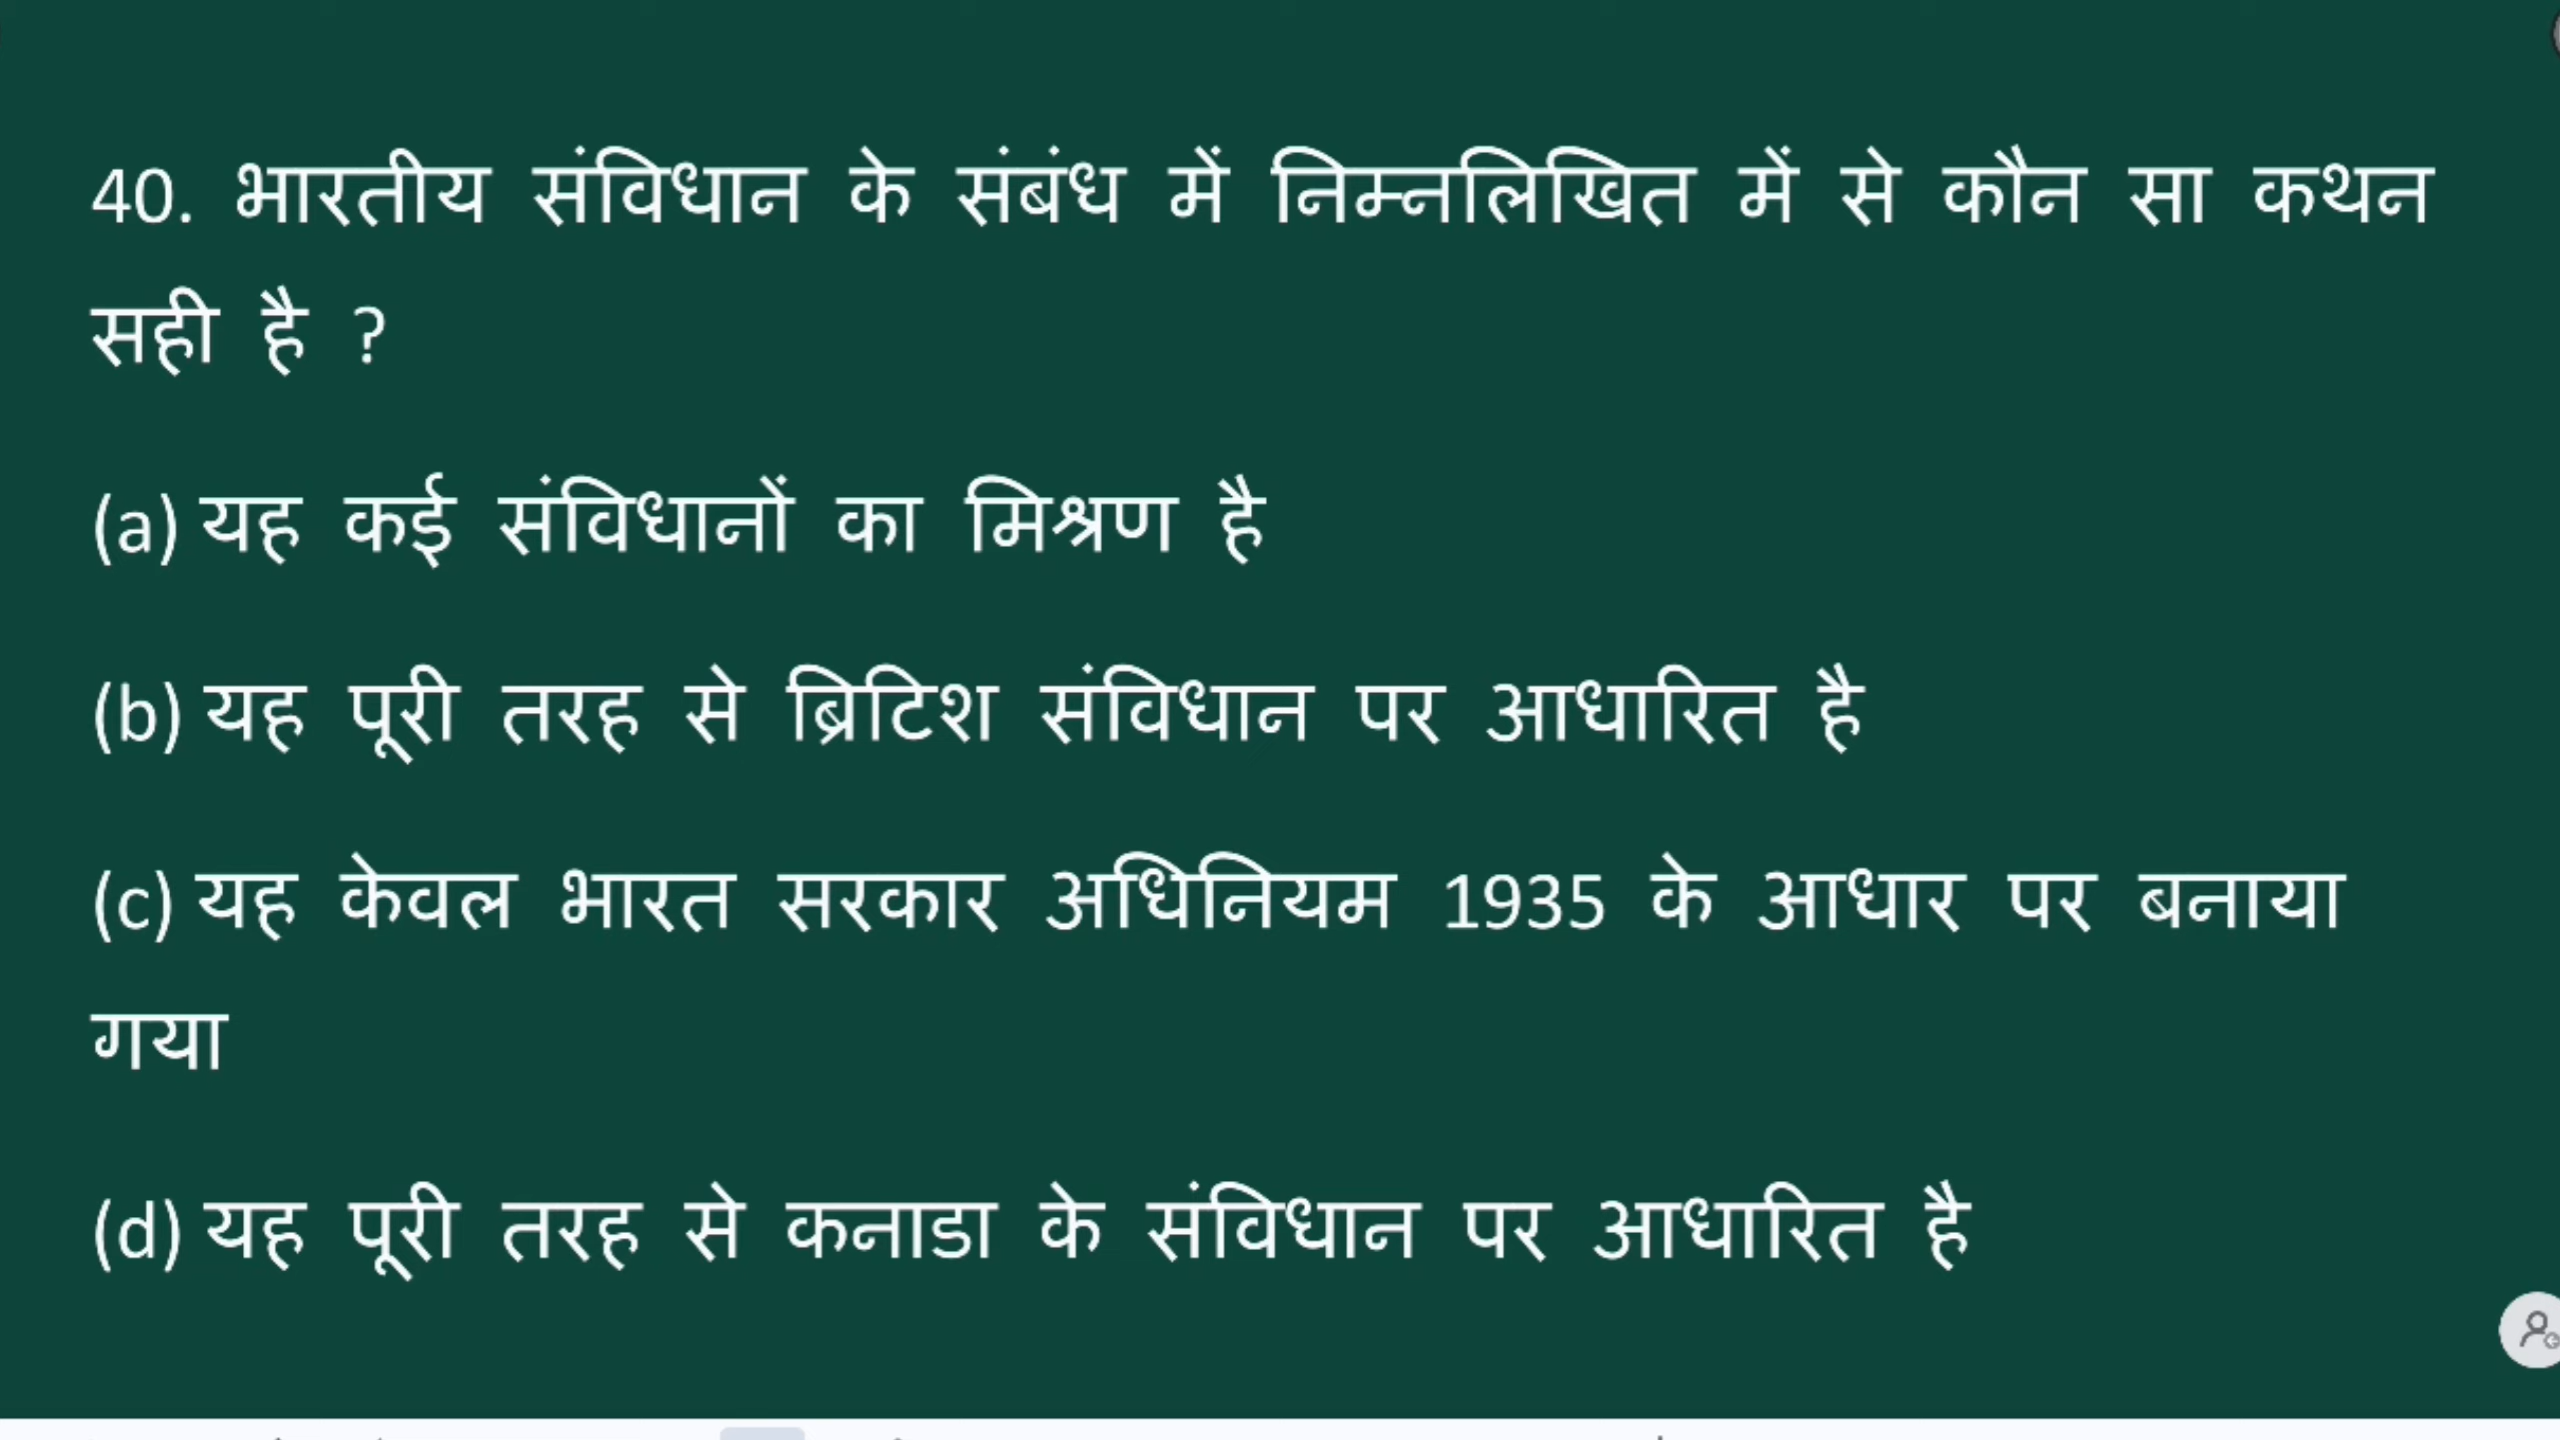 40. भारतीय संविधान के संबंध में निम्नलिखित में से कौन सा कथन
सही है ?
(a) यह कई संविधानों का मिश्रण है
(b) यह पूरी तरह से ब्रिटिश संविधान पर आधारित है
(c) यह केवल भारत सरकार अधिनियम 1935 के आधार पर बनाया
गया
(d) यह पूरी तरह से कनाडा के संविधान पर आधारित है